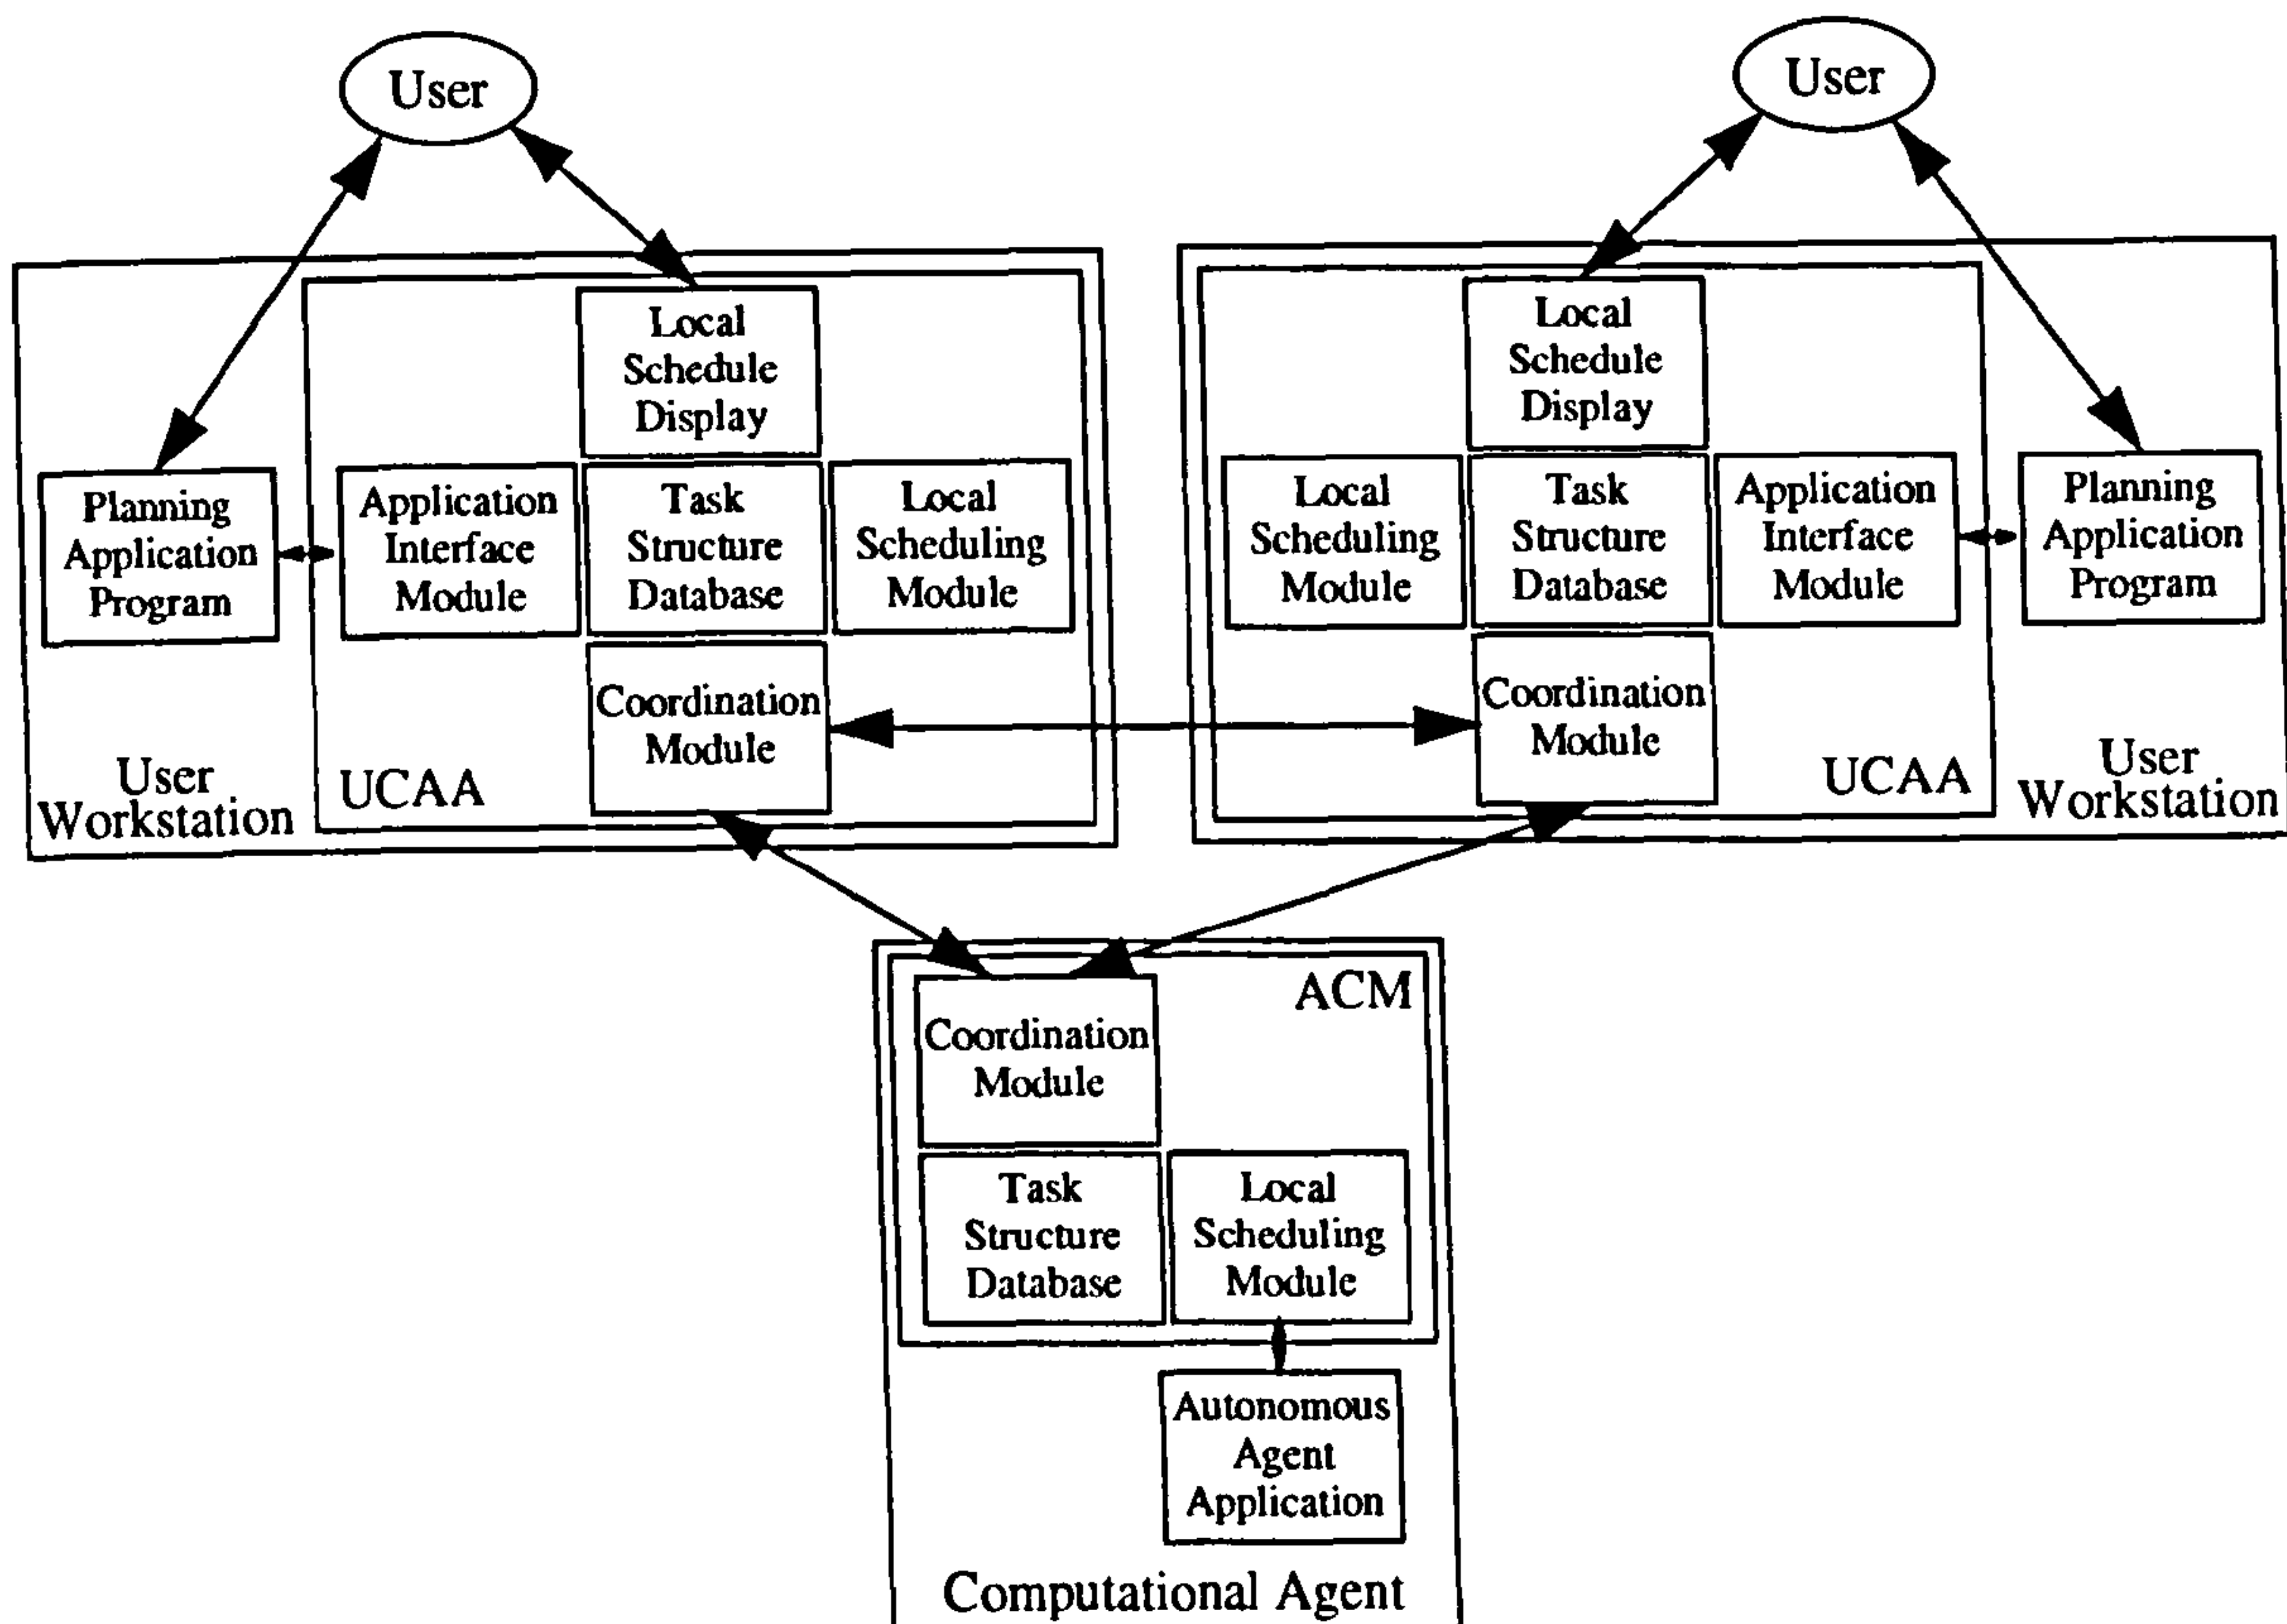 User
User
Local
Schedule
Display
Local
Schedule
Display
Planning
Application
Program
Application
Interface
Module
Task
Structure
Database
Local
Scheduling
Module
Local
Scheduling
Module
Task
Structure
Database
Application
Interface
Module
Planning
Application
Program
Coordination
Module
Coordination
Module
User
Workstation
UCAA
UCAA
User
Workstation
ACM
Coordination
Module
Task
Structure
Database
Local
Scheduling
Module
Autonomous
Agent
Application
Computational Agent